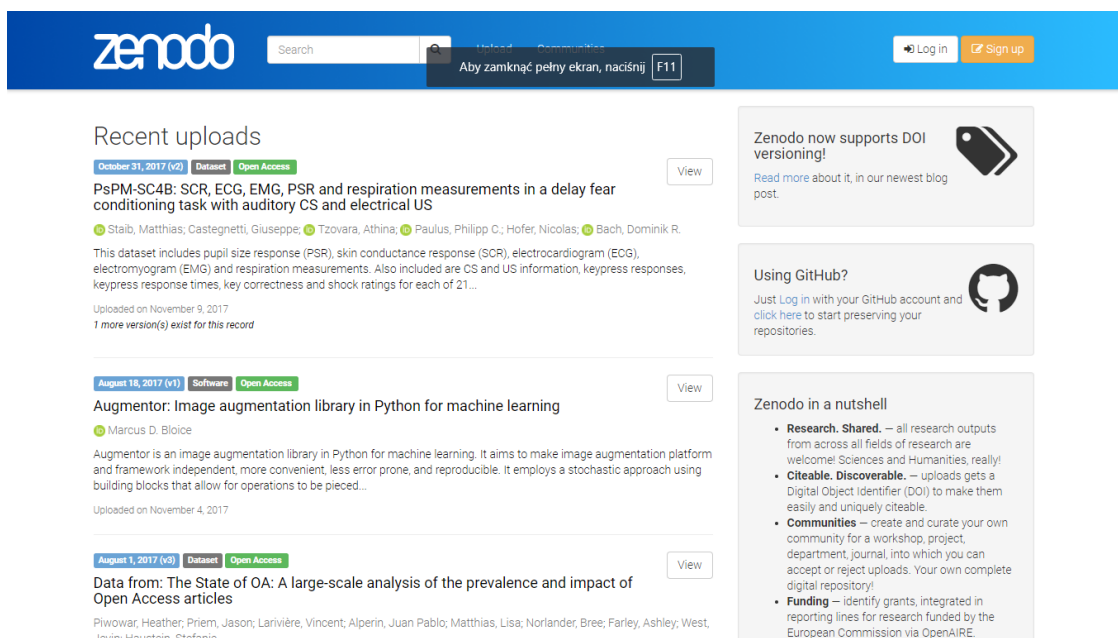 zenodo
Search
Upload Communities
Log in
Sign up
Aby zamknąć pełny ekran, naciśnij F11
Recent uploads
October 31, 2017 (v2) Dataset Open Access
View
PsPM-SC4B: SCR, ECG, EMG, PSR and respiration measurements in a delay fear
conditioning task with auditory CS and electrical US
Staib, Matthias; Castegnetti, Giuseppe; Tzovara, Athina; Paulus, Philipp C.; Hofer, Nicolas; Bach, Dominik R.
This dataset includes pupil size response (PSR), skin conductance response (SCR), electrocardiogram (ECG),
electromyogram (EMG) and respiration measurements. Also included are CS and US information, keypress responses,
keypress response times, key correctness and shock ratings for each of 21...
Uploaded on November 9, 2017
1 more version(s) exist for this record
August 18, 2017 (v1) Software Open Access
View
Augmentor: Image augmentation library in Python for machine learning
Marcus D. Bloice
Augmentor is an image augmentation library in Python for machine learning. It aims to make image augmentation platform
and framework independent, more convenient, less error prone, and reproducible. It employs a stochastic approach using
building blocks that allow for operations to be pieced...
Uploaded on November 4, 2017
August 1, 2017 (v3) Dataset Open Access
View
Data from: The State of OA: A large-scale analysis of the prevalence and impact of
Open Access articles
Piwowar, Heather; Priem, Jason; Larivière, Vincent; Alperin, Juan Pablo; Matthias, Lisa; Norlander, Bree; Farley, Ashley; West,
Jevin; Haustein, Stefanie
Zenodo now supports DOI
versioning!
Read more about it, in our newest blog
post.
Using GitHub?
Just Log in with your GitHub account and
click here to start preserving your
repositories.
Zenodo in a nutshell
• Research. Shared. — all research outputs
from across all fields of research are
welcome! Sciences and Humanities, really!
• Citeable. Discoverable. — uploads gets a
Digital Object Identifier (DOI) to make them
easily and uniquely citeable.
• Communities — create and curate your own
community for a workshop, project,
department, journal, into which you can
accept or reject uploads. Your own complete
digital repository!
• Funding — identify grants, integrated in
reporting lines for research funded by the
European Commission via OpenAIRE.